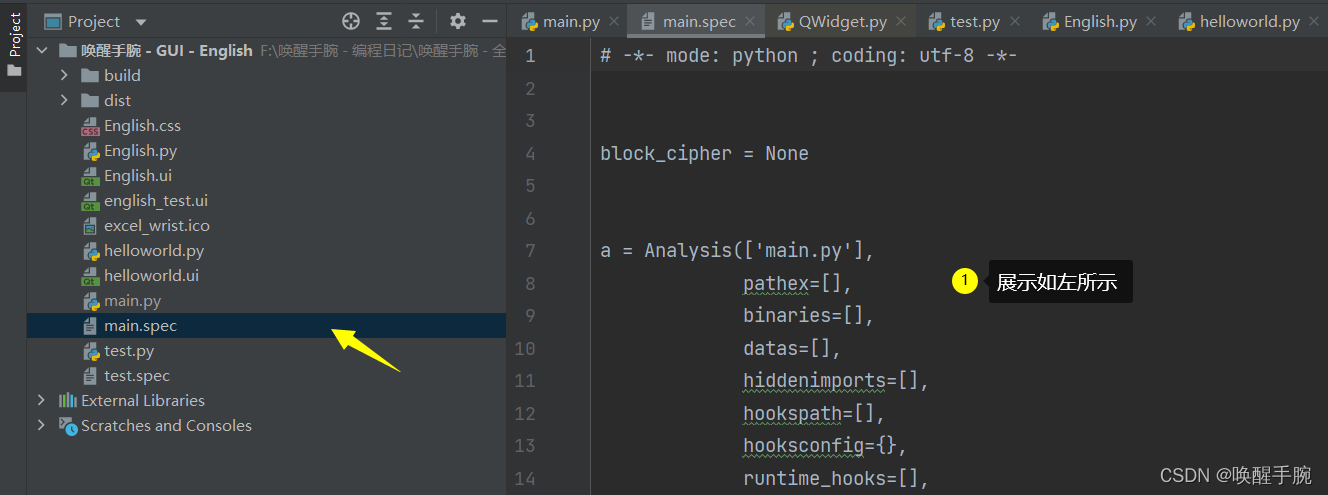 Project
Project
main.py
main.spec
QWidget.py
test.py
English.py
helloworld.py
唤醒手腕 - GUI - English F:\唤醒手腕 - 编程日记\唤醒手腕 - 全
build
dist
English.css
English.py
English.ui
english_test.ui
excel_wrist.ico
helloworld.py
helloworld.ui
main.py
main.spec
test.py
test.spec
External Libraries
Scratches and Consoles
1 # -*- mode: python ; coding: utf-8 -*-
2
3
4 block_cipher = None
5
6
7 a = Analysis(['main.py'],
8 pathex=[],
9 binaries=[],
10 datas=[],
11 hiddenimports=[],
12 hookspath=[],
13 hooksconfig={},
14 runtime_hooks=[],
1 展示如左所示
CSDN @唤醒手腕